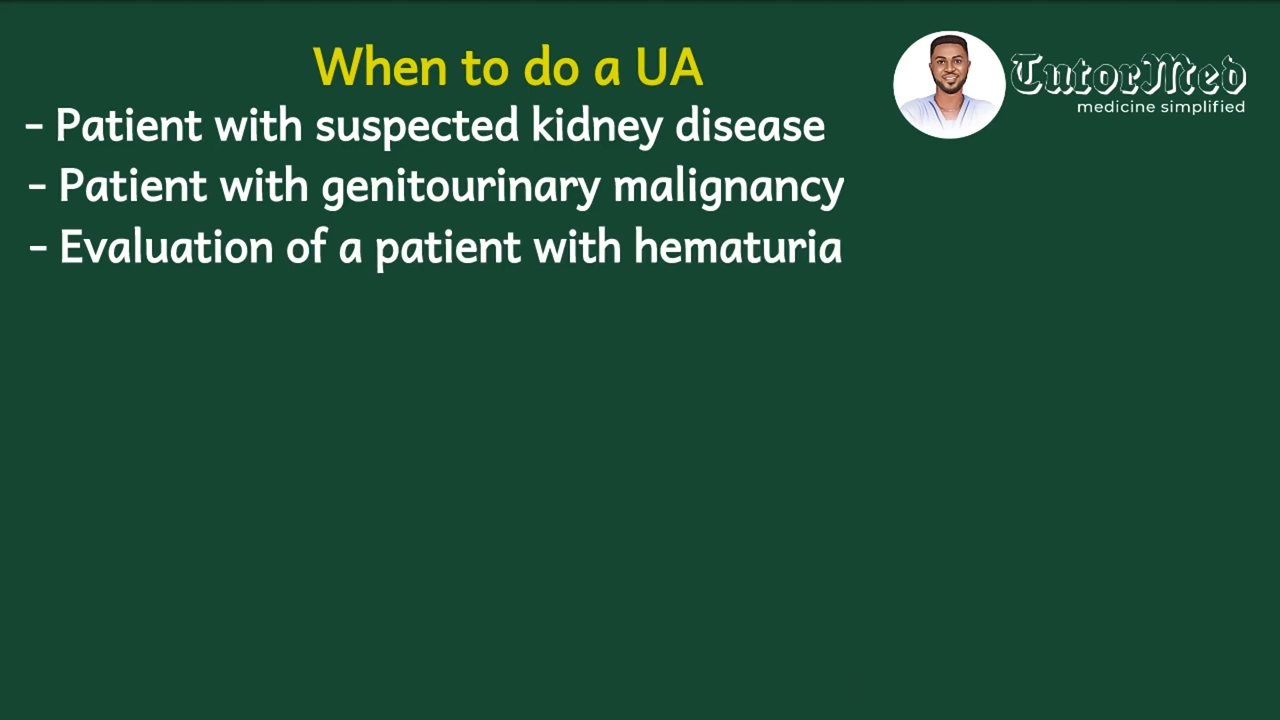 When to do a UA
TutorMed
medicine simplified
- Patient with suspected kidney disease
- Patient with genitourinary malignancy
- Evaluation of a patient with hematuria